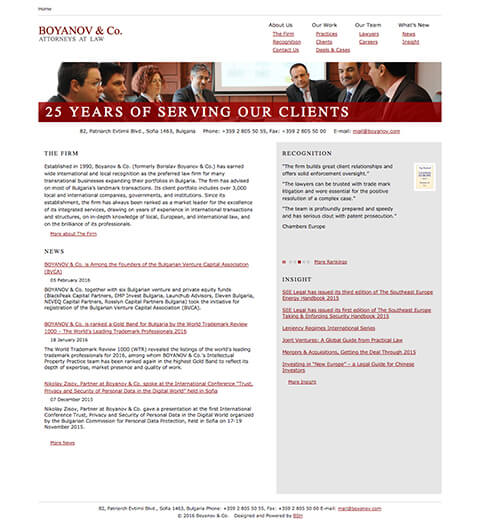 Home
BOYANOV & Co.
ATTORNEYS AT LAW
About Us
The Firm
Recognition
Contact Us
Our Work
Practices
Clients
Deals & Cases
Our Team
Lawyers
Careers
What's New
News
Insight
25 YEARS OF SERVING OUR CLIENTS
82, Patriarch Evtimii Blvd., Sofia 1463, Bulgaria Phone: +359 2 805 50 55, Fax: +359 2 805 50 00 E-mail: mail@boyanov.com
THE FIRM
Established in 1990, Boyanov & Co. (formerly Borislav Boyanov & Co.) has earned
wide international and local recognition as the preferred law firm for many
transnational businesses expanding their portfolios in Bulgaria. The firm has advised
on most of Bulgaria's landmark transactions. Its client portfolio includes over 3,000
local and international companies, governments, and institutions. Since its
establishment, the firm has always been ranked as a market leader for the excellence
of its integrated services, drawing on years of experience in international transactions
and structures, on in-depth knowledge of local, European, and international law, and
on the brilliance of its professionals.
More about The Firm
NEWS
BOYANOV & Co. is Among the Founders of the Bulgarian Venture Capital Association
(BVCA)
05 February 2016
BOYANOV & Co. together with six Bulgarian venture and private equity funds
(BlackPeak Capital Partners, EMP Invest Bulgaria, Launchub Advisors, Eleven Bulgaria,
NEVEQ Capital Partners, Rosslyn Capital Partners Bulgaria) took the initiative for
registration of the Bulgarian Venture Capital Association (BVCA).
BOYANOV & Co. is ranked a Gold Band for Bulgaria by the World Trademark Review
1000 – The World's Leading Trademark Professionals 2016
28 January 2016
The World Trademark Review 1000 (WTR) revealed the listings of the world's leading
trademark professionals for 2016, among whom BOYANOV & Co.'s Intellectual
Property Practice team has been ranked again in the highest Gold Band to reflect its
depth of expertise, market presence and quality of work.
Nikolay Zisov, Partner at Boyanov & Co. spoke at the International Conference "Trust,
Privacy and Security of Personal Data in the Digital World" held in Sofia
07 December 2015
Nikolay Zisov, Partner at Boyanov & Co. gave a presentation at the first International
Conference Trust, Privacy and Security of Personal Data in the Digital World organized
by the Bulgarian Commission for Personal Data Protection, held in Sofia on 17-19
November 2015.
More News
RECOGNITION
"The firm builds great client relationships and
offers solid enforcement oversight."
"The lawyers can be trusted with trade mark
litigation and were essential for the positive
resolution of a complex case."
"The team is profoundly prepared and speedy
and has serious clout with patent prosecution."
Chambers Europe
More Rankings
INSIGHT
SEE Legal has issued its third edition of The Southeast Europe
Energy Handbook 2015
SEE Legal has issued its first edition of The Southeast Europe
Taking & Enforcing Security Handbook 2015
Leniency Regimes International Series
Joint Ventures: A Global Guide from Practical Law
Mergers & Acquisitions, Getting the Deal Through 2015
Investing in "New Europe" – a Legal Guide for Chinese
Investors
More Insight
82, Patriarch Evtimii Blvd., Sofia 1463, Bulgaria Phone: +359 2 805 50 55, Fax: +359 2 805 50 00 E-mail: mail@boyanov.com
© 2016 Boyanov & Co. Designed and Powered by